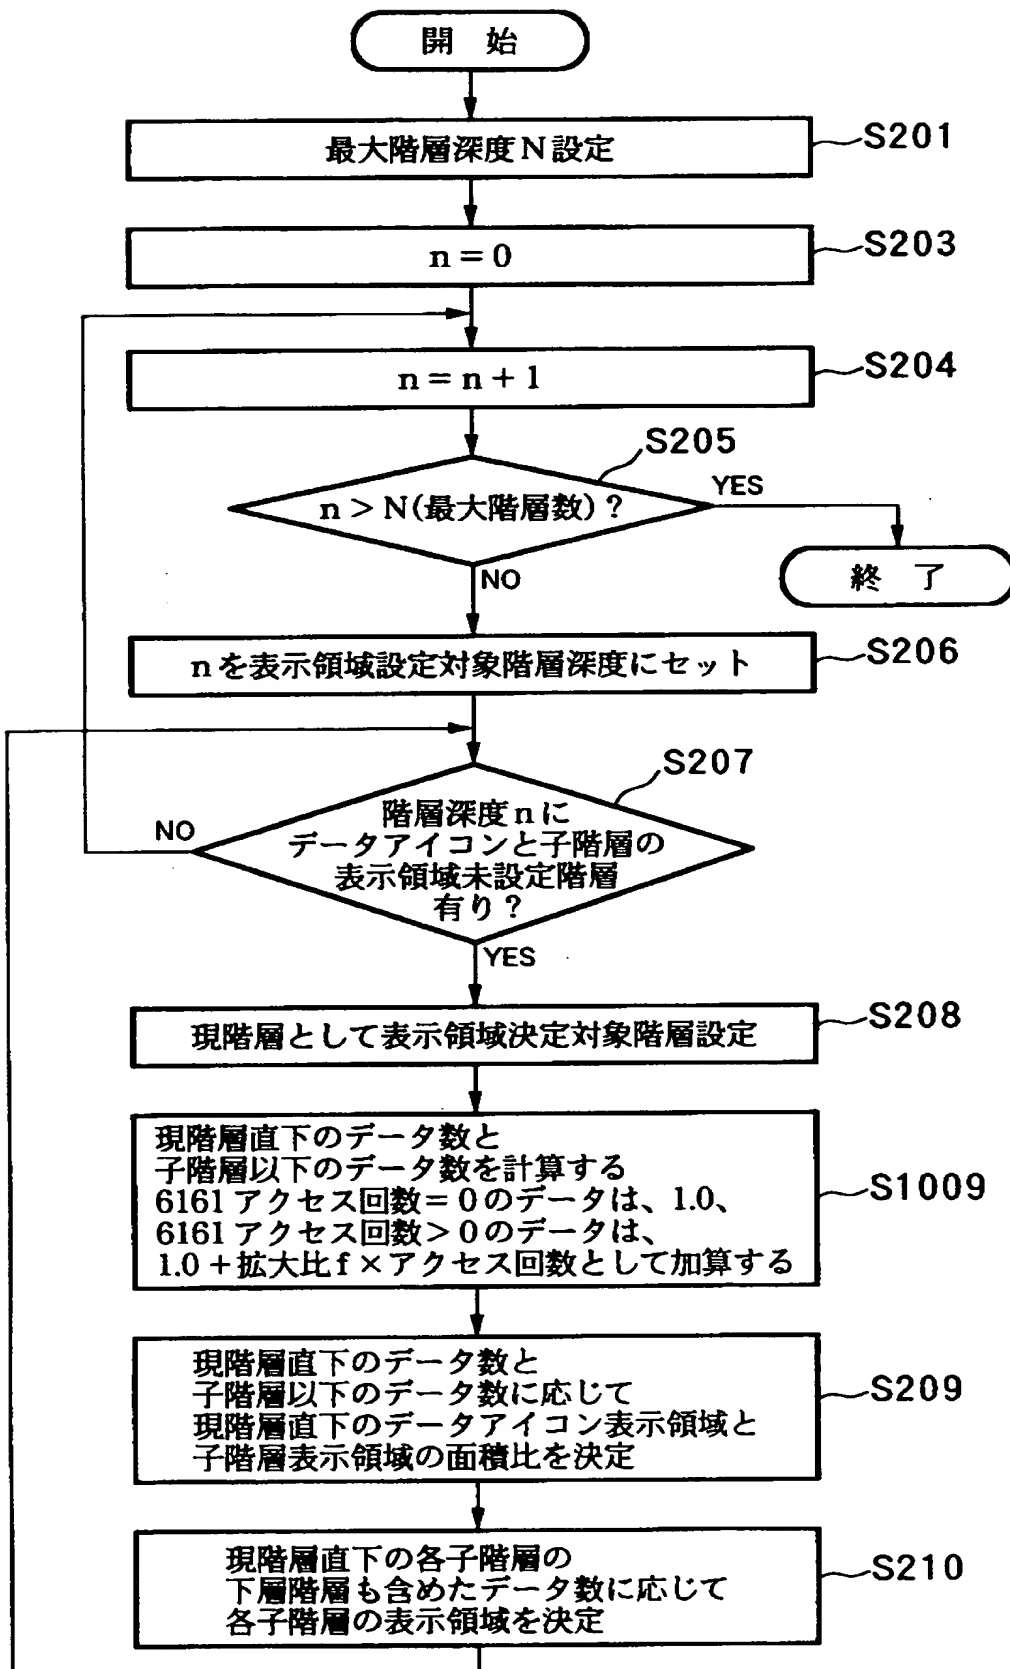 開 始
最大階層深度N設定
S201
n=0
S203
n=n+1
S204
S205
n>N(最大階層数)?
YES
終 了
NO
nを表示領域設定対象階層深度にセット
S206
S207
階層深度nに
データアイコンと子階層の
表示領域未設定階層
有り?
NO
YES
現階層として表示領域決定対象階層設定
S208
現階層直下のデータ数と
子階層以下のデータ数を計算する
6161アクセス回数=0のデータは、1.0、
6161アクセス回数>0のデータは、
1.0+拡大比f×アクセス回数として加算する
S1009
現階層直下のデータ数と
子階層以下のデータ数に応じて
現階層直下のデータアイコン表示領域と
子階層表示領域の面積比を決定
S209
現階層直下の各子階層の
下層階層も含めたデータ数に応じて
各子階層の表示領域を決定
S210